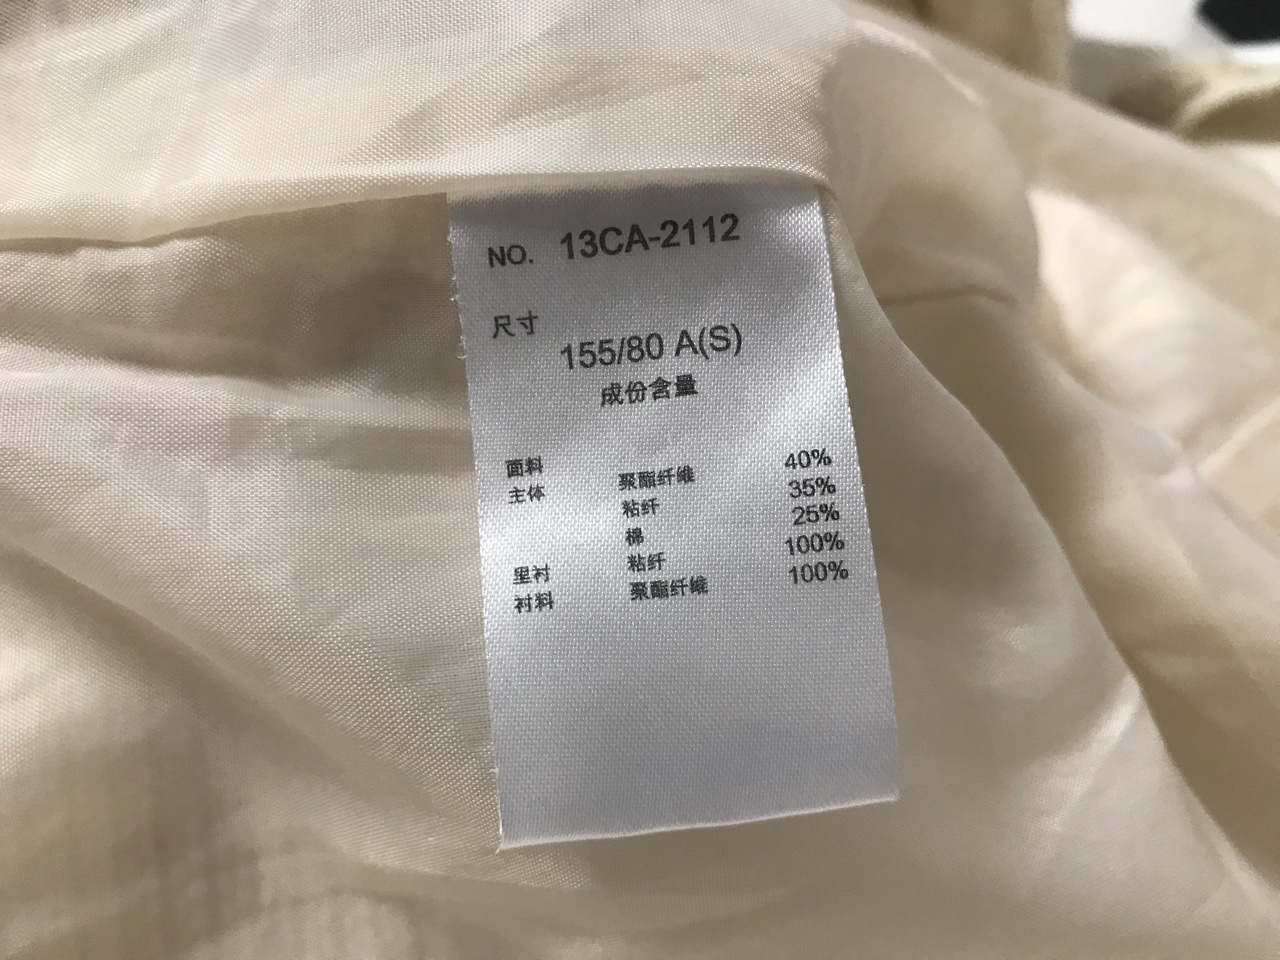 NO. 13CA-2112
尺寸
155/80 A(S)
成份含量
面料 聚酯纤维 40%
主体 粘纤 35%
棉 25%
里衬 粘纤 100%
衬料 聚酯纤维 100%